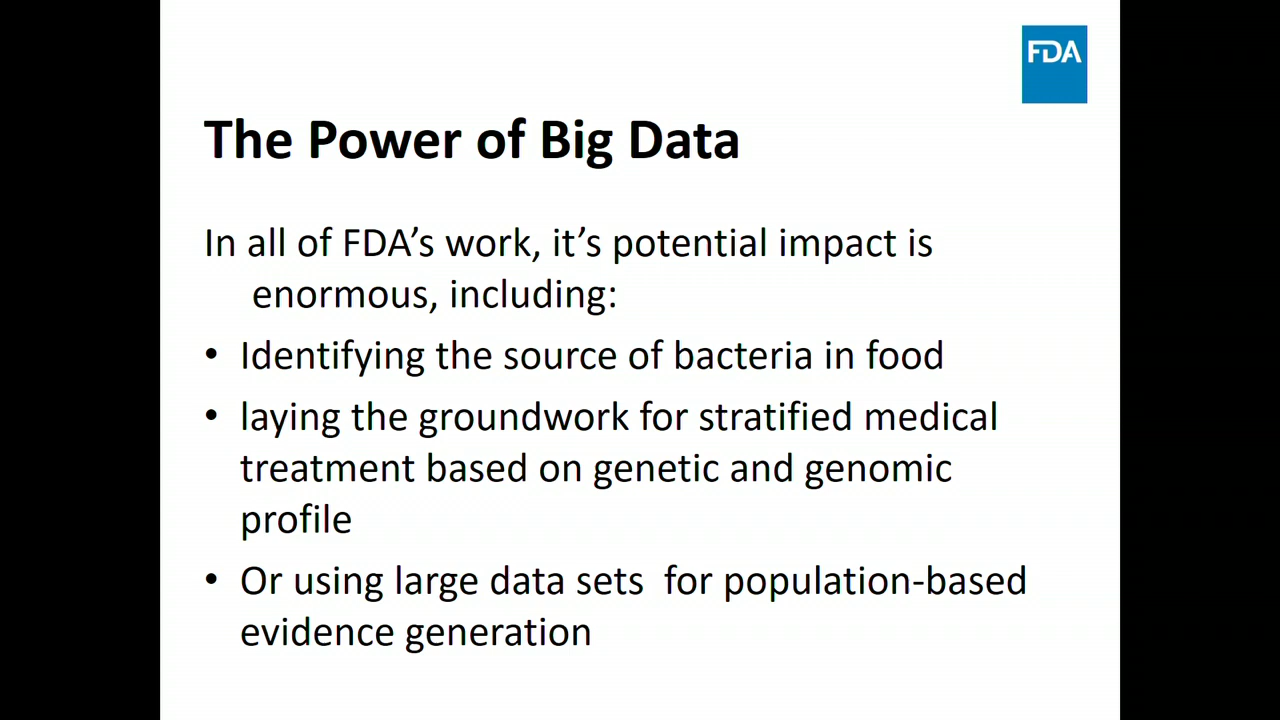 FDA
The Power of Big Data
In all of FDA’s work, it’s potential impact is
enormous, including:
• Identifying the source of bacteria in food
• laying the groundwork for stratified medical
treatment based on genetic and genomic
profile
• Or using large data sets  for population-based
evidence generation